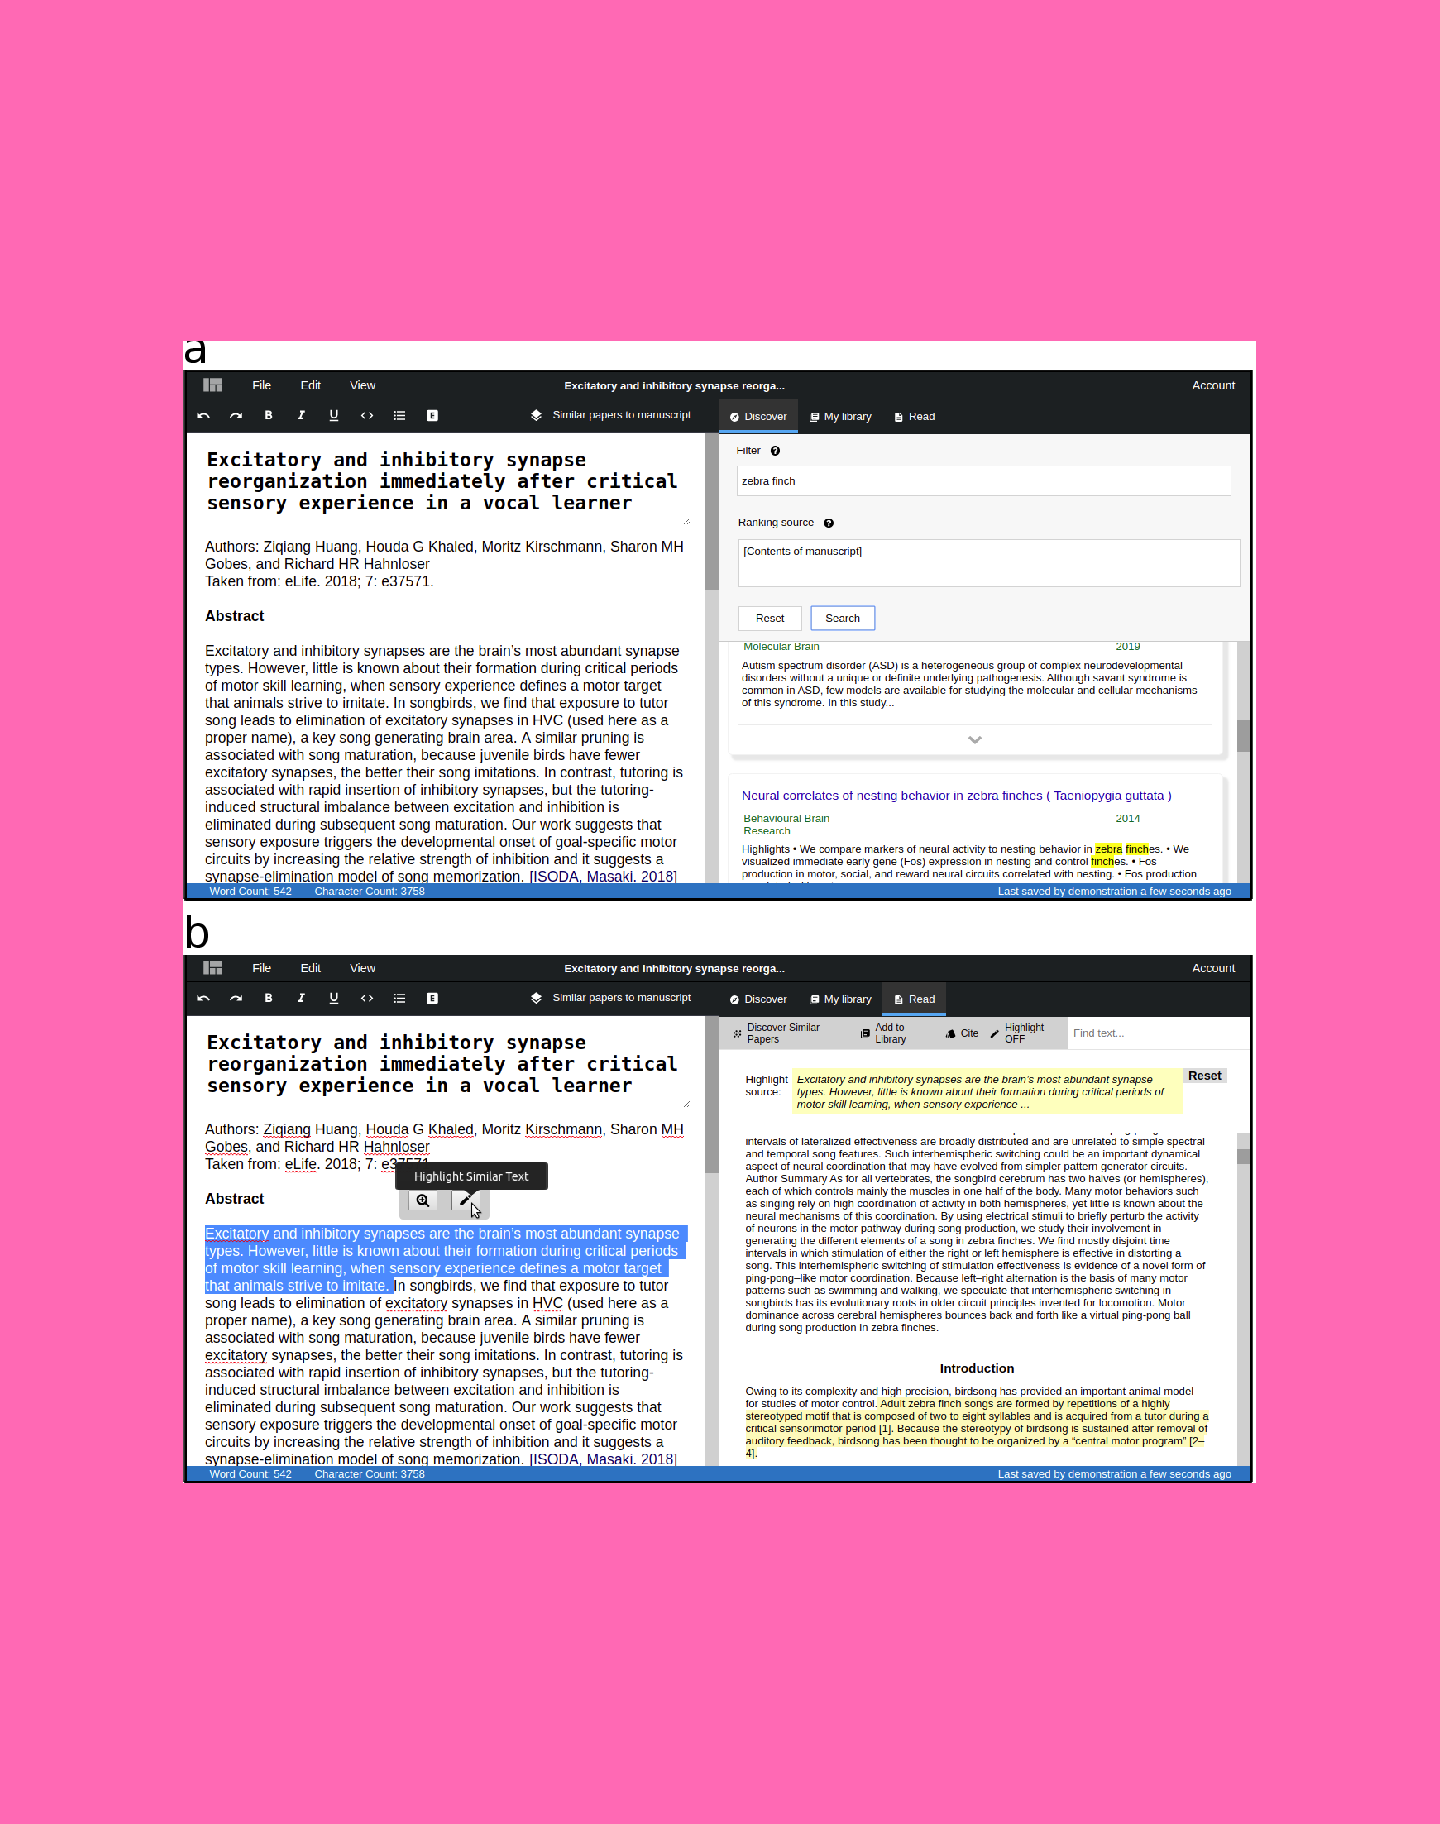 a
File Edit View Excitatory and inhibitory synapse reorga... Account
B I U <> E Similar papers to manuscript Discover My library Read
Excitatory and inhibitory synapse
reorganization immediately after critical
sensory experience in a vocal learner
Authors: Ziqiang Huang, Houda G Khaled, Moritz Kirschmann, Sharon MH
Gobes, and Richard HR Hahnloser
Taken from: eLife. 2018; 7: e37571.
Abstract
Excitatory and inhibitory synapses are the brain's most abundant synapse
types. However, little is known about their formation during critical periods
of motor skill learning, when sensory experience defines a motor target
that animals strive to imitate. In songbirds, we find that exposure to tutor
song leads to elimination of excitatory synapses in HVC (used here as a
proper name), a key song generating brain area. A similar pruning is
associated with song maturation, because juvenile birds have fewer
excitatory synapses, the better their song imitations. In contrast, tutoring is
associated with rapid insertion of inhibitory synapses, but the tutoring-
induced structural imbalance between excitation and inhibition is
eliminated during subsequent song maturation. Our work suggests that
sensory exposure triggers the developmental onset of goal-specific motor
circuits by increasing the relative strength of inhibition and it suggests a
synapse-elimination model of song memorization. [ISODA, Masaki. 2018]
Filter ?
zebra finch
Ranking source ?
[Contents of manuscript]
Reset Search
Molecular Brain 2019
Autism spectrum disorder (ASD) is a heterogeneous group of complex neurodevelopmental
disorders without a unique or definite underlying pathogenesis. Although savant syndrome is
common in ASD, few models are available for studying the molecular and cellular mechanisms
of this syndrome. In this study...
Neural correlates of nesting behavior in zebra finches ( Taeniopygia guttata )
Behavioural Brain 2014
Research
Highlights • We compare markers of neural activity to nesting behavior in zebra finches. • We
visualized immediate early gene (Fos) expression in nesting and control finches. • Fos
production in motor, social, and reward neural circuits correlated with nesting. • Fos production
Word Count: 542 Character Count: 3758 Last saved by demonstration a few seconds ago
b
File Edit View Excitatory and inhibitory synapse reorga... Account
B I U <> E Similar papers to manuscript Discover My library Read
Excitatory and inhibitory synapse
reorganization immediately after critical
sensory experience in a vocal learner
Authors: Ziqiang Huang, Houda G Khaled, Moritz Kirschmann, Sharon MH
Gobes, and Richard HR Hahnloser
Taken from: eLife. 2018; 7: e37571.
Highlight Similar Text
Abstract
Excitatory and inhibitory synapses are the brain's most abundant synapse
types. However, little is known about their formation during critical periods
of motor skill learning, when sensory experience defines a motor target
that animals strive to imitate. In songbirds, we find that exposure to tutor
song leads to elimination of excitatory synapses in HVC (used here as a
proper name), a key song generating brain area. A similar pruning is
associated with song maturation, because juvenile birds have fewer
excitatory synapses, the better their song imitations. In contrast, tutoring is
associated with rapid insertion of inhibitory synapses, but the tutoring-
induced structural imbalance between excitation and inhibition is
eliminated during subsequent song maturation. Our work suggests that
sensory exposure triggers the developmental onset of goal-specific motor
circuits by increasing the relative strength of inhibition and it suggests a
synapse-elimination model of song memorization. [ISODA, Masaki. 2018]
Discover Similar Papers Add to Library Cite Highlight OFF Find text...
Highlight source: Excitatory and inhibitory synapses are the brain's most abundant synapse Reset
types. However, little is known about their formation during critical periods of
motor skill learning, when sensory experience ...
intervals of lateralized effectiveness are broadly distributed and are unrelated to simple spectral
and temporal song features. Such interhemispheric switching could be an important dynamical
aspect of neural coordination that may have evolved from simpler pattern generator circuits.
Author Summary As for all vertebrates, the songbird cerebrum has two halves (or hemispheres),
each of which controls mainly the muscles in one half of the body. Many motor behaviors such
as singing rely on high coordination of activity in both hemispheres, yet little is known about the
neural mechanisms of this coordination. By using electrical stimuli to briefly perturb the activity
of neurons in the motor pathway during song production, we study their involvement in
generating the different elements of a song in zebra finches. We find mostly disjoint time
intervals in which stimulation of either the right or left hemisphere is effective in distorting a
song. This interhemispheric switching of stimulation effectiveness is evidence of a novel form of
ping-pong–like motor coordination. Because left–right alternation is the basis of many motor
patterns such as swimming and walking, we speculate that interhemispheric switching in
songbirds has its evolutionary roots in older circuit principles invented for locomotion. Motor
dominance across cerebral hemispheres bounces back and forth like a virtual ping-pong ball
during song production in zebra finches.
Introduction
Owing to its complexity and high precision, birdsong has provided an important animal model
for studies of motor control. Adult zebra finch songs are formed by repetitions of a highly
stereotyped motif that is composed of two to eight syllables and is acquired from a tutor during a
critical sensorimotor period [1]. Because the stereotypy of birdsong is sustained after removal of
auditory feedback, birdsong has been thought to be organized by a "central motor program" [2–
4].
Word Count: 542 Character Count: 3758 Last saved by demonstration a few seconds ago